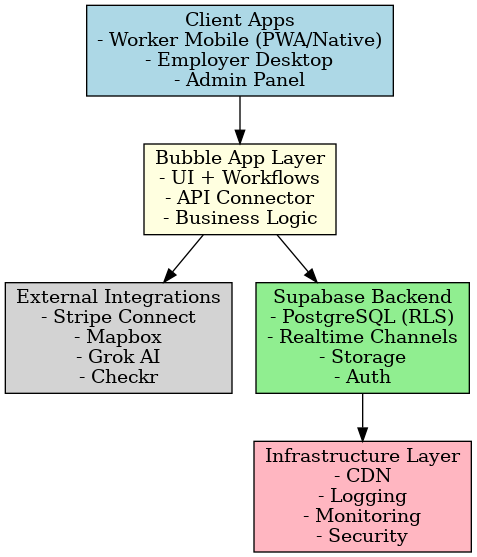 Client Apps
- Worker Mobile (PWA/Native)
- Employer Desktop
- Admin Panel
Bubble App Layer
- UI + Workflows
- API Connector
- Business Logic
External Integrations
- Stripe Connect
- Mapbox
- Grok AI
- Checkr
Supabase Backend
- PostgreSQL (RLS)
- Realtime Channels
- Storage
- Auth
Infrastructure Layer
- CDN
- Logging
- Monitoring
- Security